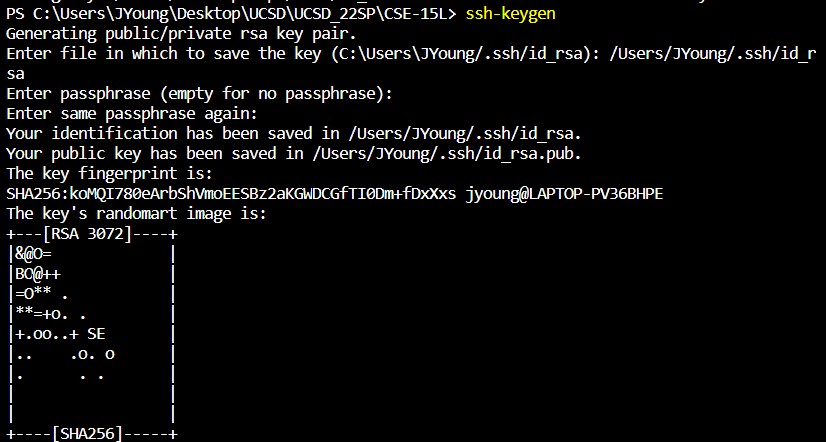 PS C:\Users\JYoung\Desktop\UCSD\UCSD_22SP\CSE-15L> ssh-keygen
Generating public/private rsa key pair.
Enter file in which to save the key (C:\Users\JYoung/.ssh/id_rsa): /Users/JYoung/.ssh/id_r
sa
Enter passphrase (empty for no passphrase):
Enter same passphrase again:
Your identification has been saved in /Users/JYoung/.ssh/id_rsa.
Your public key has been saved in /Users/JYoung/.ssh/id_rsa.pub.
The key fingerprint is:
SHA256:koMQI780eArbShVmoEESBz2aKGWDCGfTI0Dm+fDxXxs jyoung@LAPTOP-PV36BHPE
The key's randomart image is:
+---[RSA 3072]----+
|&@O=             |
|BO@++            |
|=O** .           |
|**=+o. .         |
|+.oo..+ SE       |
|..    .o. o      |
|.      . .       |
|                 |
|                 |
+----[SHA256]-----+